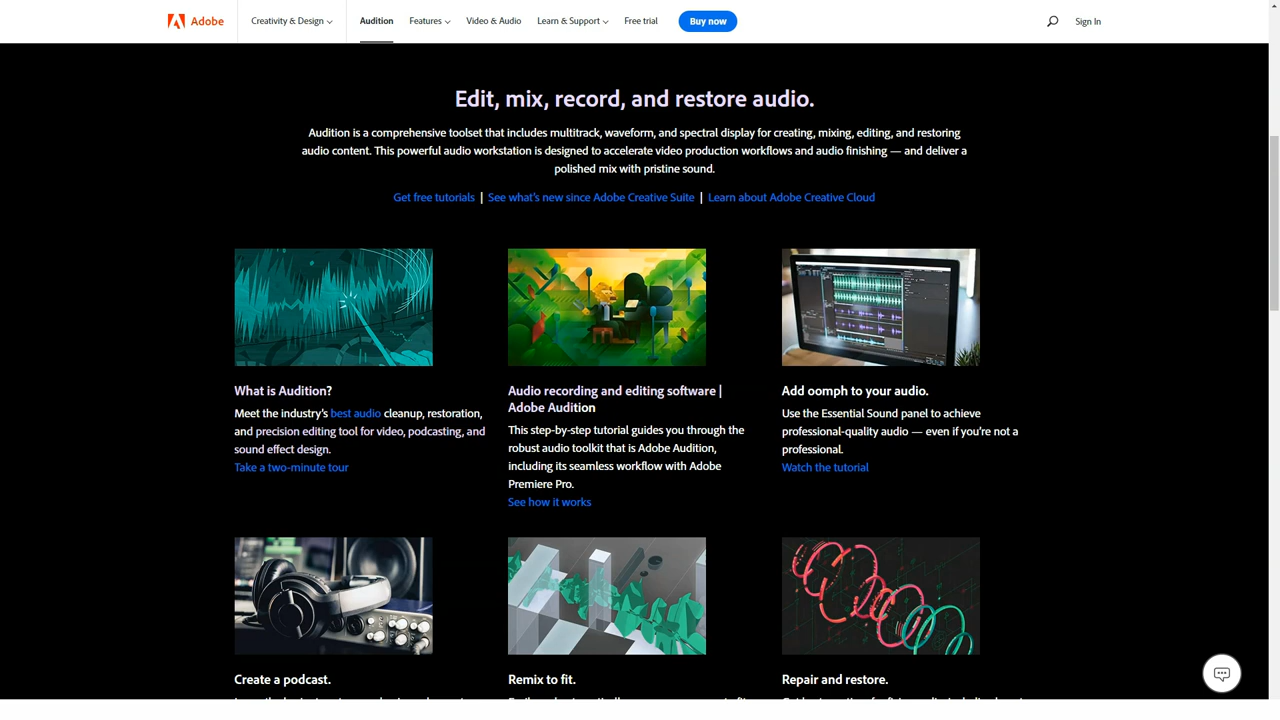 Adobe
Creativity & Design
Audition
Features
Video & Audio
Learn & Support
Free trial
Buy now
Sign In
Edit, mix, record, and restore audio.
Audition is a comprehensive toolset that includes multitrack, waveform, and spectral display for creating, mixing, editing, and restoring
audio content. This powerful audio workstation is designed to accelerate video production workflows and audio finishing — and deliver a
polished mix with pristine sound.
Get free tutorials | See what's new since Adobe Creative Suite | Learn about Adobe Creative Cloud
What is Audition?
Meet the industry's best audio cleanup, restoration,
and precision editing tool for video, podcasting, and
sound effect design.
Take a two-minute tour
Audio recording and editing software |
Adobe Audition
This step-by-step tutorial guides you through the
robust audio toolkit that is Adobe Audition,
including its seamless workflow with Adobe
Premiere Pro.
See how it works
Add oomph to your audio.
Use the Essential Sound panel to achieve
professional-quality audio — even if you're not a
professional.
Watch the tutorial
Create a podcast.
Remix to fit.
Repair and restore.